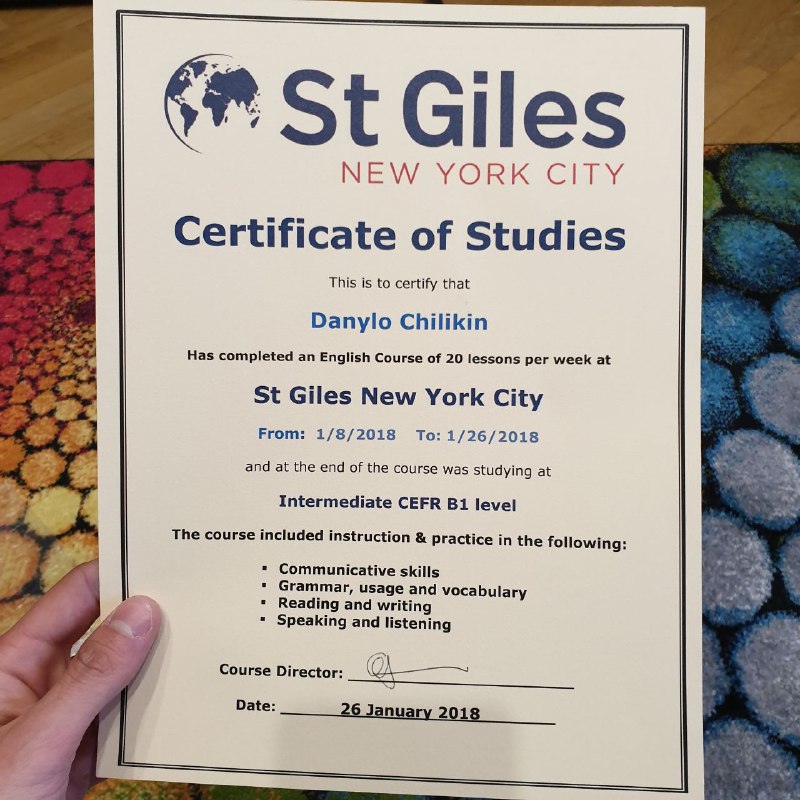 St Giles
NEW YORK CITY
Certificate of Studies
This is to certify that
Danylo Chilikin
Has completed an English Course of 20 lessons per week at
St Giles New York City
From: 1/8/2018 To: 1/26/2018
and at the end of the course was studying at
Intermediate CEFR B1 level
The course included instruction & practice in the following:
▪ Communicative skills
▪ Grammar, usage and vocabulary
▪ Reading and writing
▪ Speaking and listening
Course Director:
Date: 26 January 2018